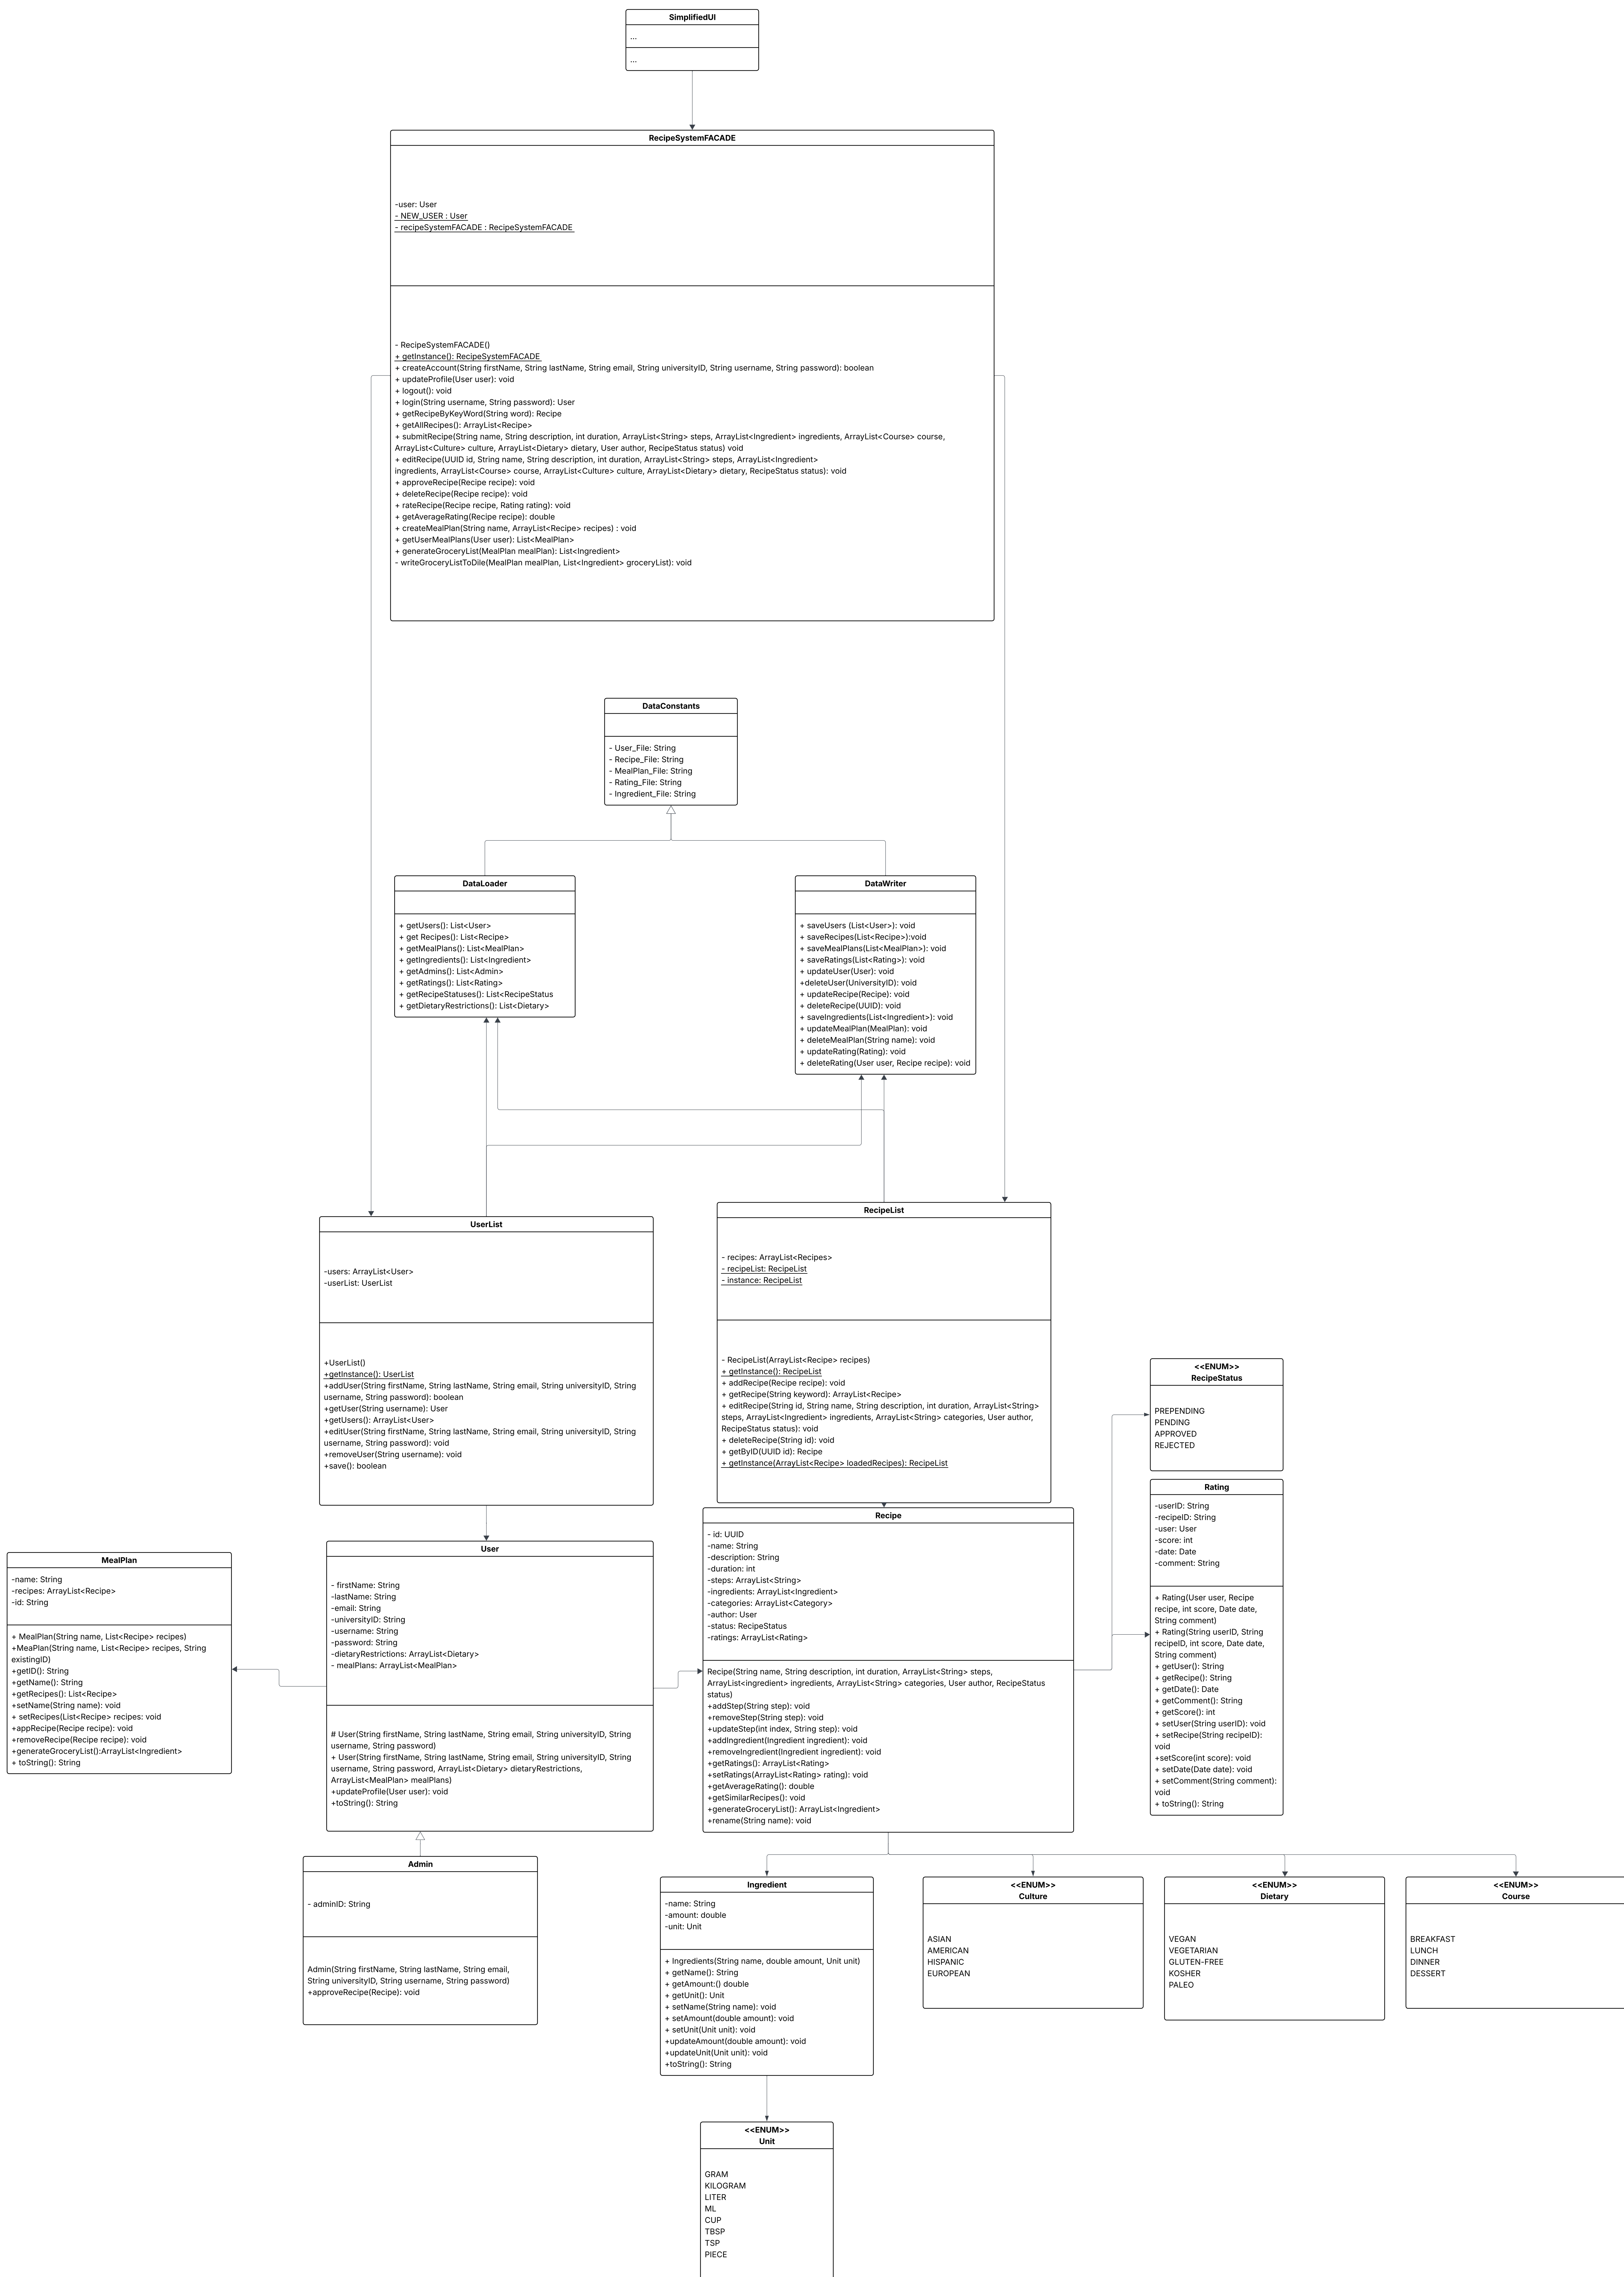 SimplifiedUI
...
...
RecipeSystemFACADE
-user: User
- NEW_USER : User
- recipeSystemFACADE : RecipeSystemFACADE
- RecipeSystemFACADE()
+ getInstance(): RecipeSystemFACADE
+ createAccount(String firstName, String lastName, String email, String universityID, String username, String password): boolean
+ updateProfile(User user): void
+ logout(): void
+ login(String username, String password): User
+ getRecipeByKeyWord(String word): Recipe
+ getAllRecipes(): ArrayList<Recipe>
+ submitRecipe(String name, String description, int duration, ArrayList<String> steps, ArrayList<Ingredient> ingredients, ArrayList<Course> course,
ArrayList<Culture> culture, ArrayList<Dietary> dietary, User author, RecipeStatus status) void
+ editRecipe(UUID id, String name, String description, int duration, ArrayList<String> steps, ArrayList<Ingredient>
ingredients, ArrayList<Course> course, ArrayList<Culture> culture, ArrayList<Dietary> dietary, RecipeStatus status): void
+ approveRecipe(Recipe recipe): void
+ deleteRecipe(Recipe recipe): void
+ rateRecipe(Recipe recipe, Rating rating): void
+ getAverageRating(Recipe recipe): double
+ createMealPlan(String name, ArrayList<Recipe> recipes) : void
+ getUserMealPlans(User user): List<MealPlan>
+ generateGroceryList(MealPlan mealPlan): List<Ingredient>
- writeGroceryListToDile(MealPlan mealPlan, List<Ingredient> groceryList): void
DataConstants
- User_File: String
- Recipe_File: String
- MealPlan_File: String
- Rating_File: String
- Ingredient_File: String
DataLoader
+ getUsers(): List<User>
+ get Recipes(): List<Recipe>
+ getMealPlans(): List<MealPlan>
+ getIngredients(): List<Ingredient>
+ getAdmins(): List<Admin>
+ getRatings(): List<Rating>
+ getRecipeStatuses(): List<RecipeStatus
+ getDietaryRestrictions(): List<Dietary>
DataWriter
+ saveUsers (List<User>): void
+ saveRecipes(List<Recipe>):void
+ saveMealPlans(List<MealPlan>): void
+ saveRatings(List<Rating>): void
+ updateUser(User): void
+deleteUser(UniversityID): void
+ updateRecipe(Recipe): void
+ deleteRecipe(UUID): void
+ saveIngredients(List<Ingredient>): void
+ updateMealPlan(MealPlan): void
+ deleteMealPlan(String name): void
+ updateRating(Rating): void
+ deleteRating(User user, Recipe recipe): void
UserList
-users: ArrayList<User>
-userList: UserList
+UserList()
+getInstance(): UserList
+addUser(String firstName, String lastName, String email, String universityID, String
username, String password): boolean
+getUser(String username): User
+getUsers(): ArrayList<User>
+editUser(String firstName, String lastName, String email, String universityID, String
username, String password): void
+removeUser(String username): void
+save(): boolean
RecipeList
- recipes: ArrayList<Recipes>
- recipeList: RecipeList
- instance: RecipeList
- RecipeList(ArrayList<Recipe> recipes)
+ getInstance(): RecipeList
+ addRecipe(Recipe recipe): void
+ getRecipe(String keyword): ArrayList<Recipe>
+ editRecipe(String id, String name, String description, int duration, ArrayList<String>
steps, ArrayList<Ingredient> ingredients, ArrayList<String> categories, User author,
RecipeStatus status): void
+ deleteRecipe(String id): void
+ getByID(UUID id): Recipe
+ getInstance(ArrayList<Recipe> loadedRecipes): RecipeList
<<ENUM>>
RecipeStatus
PREPENDING
PENDING
APPROVED
REJECTED
Rating
-userID: String
-recipeID: String
-user: User
-score: int
-date: Date
-comment: String
+ Rating(User user, Recipe
recipe, int score, Date date,
String comment)
+ Rating(String userID, String
recipeID, int score, Date date,
String comment)
+ getUser(): String
+ getRecipe(): String
+ getDate(): Date
+ getComment(): String
+ getScore(): int
+ setUser(String userID): void
+ setRecipe(String recipeID):
void
+setScore(int score): void
+ setDate(Date date): void
+ setComment(String comment):
void
+ toString(): String
MealPlan
-name: String
-recipes: ArrayList<Recipe>
-id: String
+ MealPlan(String name, List<Recipe> recipes)
+MeaPlan(String name, List<Recipe> recipes, String
existingID)
+getID(): String
+getName(): String
+getRecipes(): List<Recipe>
+setName(String name): void
+ setRecipes(List<Recipe> recipes: void
+appRecipe(Recipe recipe): void
+removeRecipe(Recipe recipe): void
+generateGroceryList():ArrayList<Ingredient>
+ toString(): String
User
- firstName: String
-lastName: String
-email: String
-universityID: String
-username: String
-password: String
-dietaryRestrictions: ArrayList<Dietary>
- mealPlans: ArrayList<MealPlan>
# User(String firstName, String lastName, String email, String universityID, String
username, String password)
+ User(String firstName, String lastName, String email, String universityID, String
username, String password, ArrayList<Dietary> dietaryRestrictions,
ArrayList<MealPlan> mealPlans)
+updateProfile(User user): void
+toString(): String
Recipe
- id: UUID
-name: String
-description: String
-duration: int
-steps: ArrayList<String>
-ingredients: ArrayList<Ingredient>
-categories: ArrayList<Category>
-author: User
-status: RecipeStatus
-ratings: ArrayList<Rating>
Recipe(String name, String description, int duration, ArrayList<String> steps,
ArrayList<ingredient> ingredients, ArrayList<String> categories, User author, RecipeStatus
status)
+addStep(String step): void
+removeStep(String step): void
+updateStep(int index, String step): void
+addIngredient(Ingredient ingredient): void
+removeIngredient(Ingredient ingredient): void
+getRatings(): ArrayList<Rating>
+setRatings(ArrayList<Rating> rating): void
+getAverageRating(): double
+getSimilarRecipes(): void
+generateGroceryList(): ArrayList<Ingredient>
+rename(String name): void
Admin
- adminID: String
Admin(String firstName, String lastName, String email,
String universityID, String username, String password)
+approveRecipe(Recipe): void
Ingredient
-name: String
-amount: double
-unit: Unit
+ Ingredients(String name, double amount, Unit unit)
+ getName(): String
+ getAmount:() double
+ getUnit(): Unit
+ setName(String name): void
+ setAmount(double amount): void
+ setUnit(Unit unit): void
+updateAmount(double amount): void
+updateUnit(Unit unit): void
+toString(): String
<<ENUM>>
Culture
ASIAN
AMERICAN
HISPANIC
EUROPEAN
<<ENUM>>
Dietary
VEGAN
VEGETARIAN
GLUTEN-FREE
KOSHER
PALEO
<<ENUM>>
Course
BREAKFAST
LUNCH
DINNER
DESSERT
<<ENUM>>
Unit
GRAM
KILOGRAM
LITER
ML
CUP
TBSP
TSP
PIECE